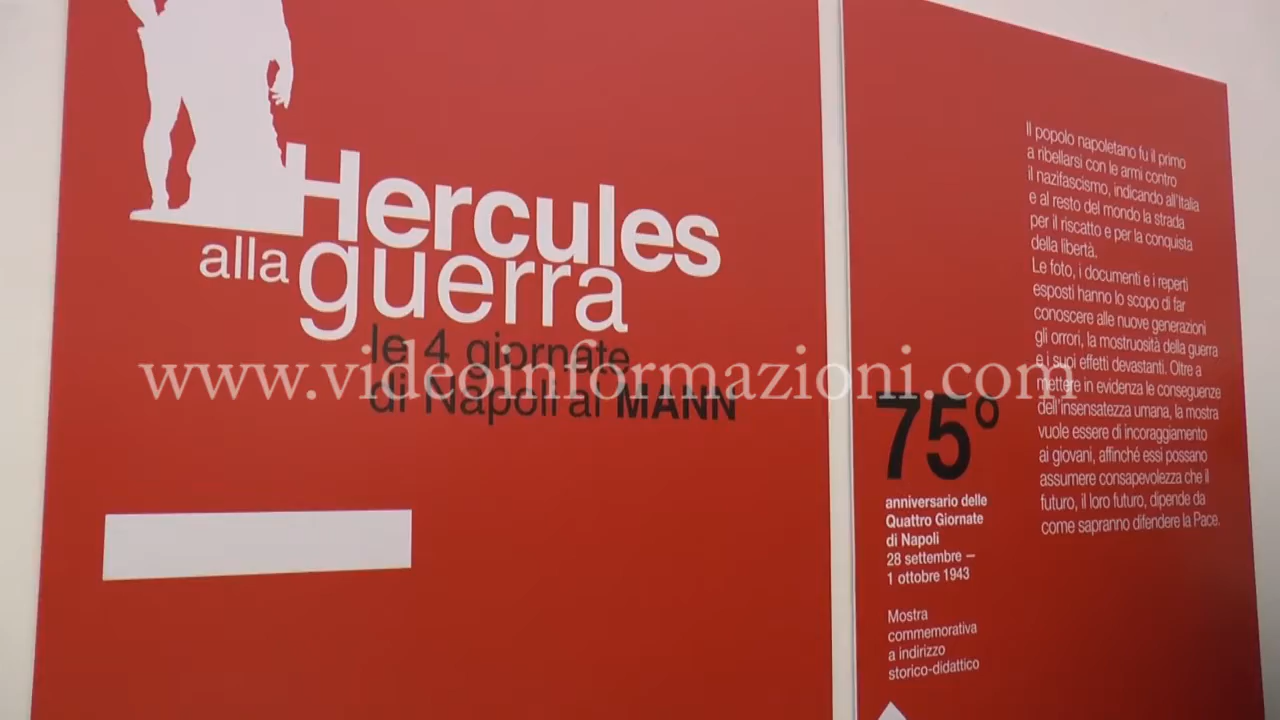 Hercules
alla guerra
le 4 giornate
di Napoli al MANN
www.videoinformazioni.com
75°
anniversario delle
Quattro Giornate
di Napoli
28 settembre –
1 ottobre 1943
Mostra
commemorativa
a indirizzo
storico-didattico
Il popolo napoletano fu il primo
a ribellarsi con le armi contro
il nazifascismo, indicando all'Italia
e al resto del mondo la strada
per il riscatto e per la conquista
della libertà.
Le foto, i documenti e i reperti
esposti hanno lo scopo di far
conoscere alle nuove generazioni
gli orrori, la mostruosità della guerra
e i suoi effetti devastanti. Oltre a
mettere in evidenza le conseguenze
dell'insensatezza umana, la mostra
vuole essere di incoraggiamento
ai giovani, affinché essi possano
assumere consapevolezza che il
futuro, il loro futuro, dipende da
come sapranno difendere la Pace.